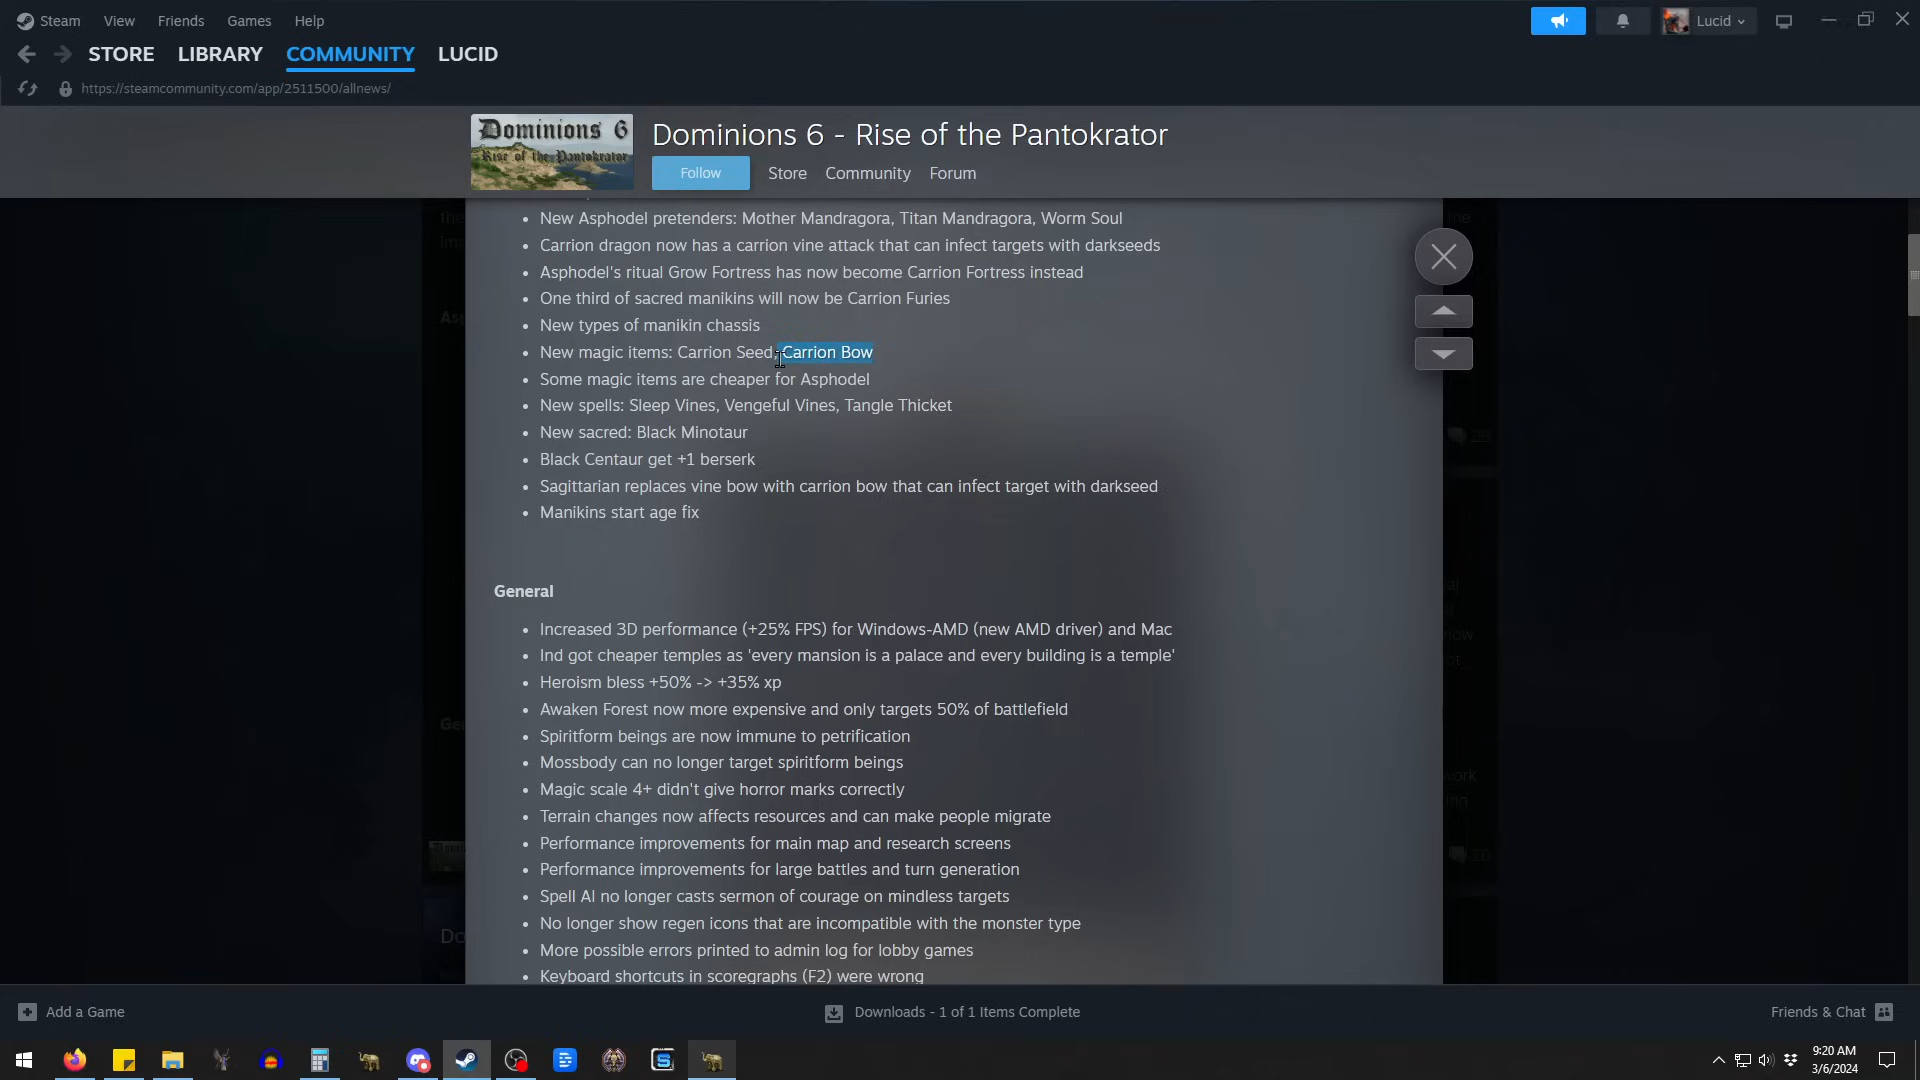 Steam View Friends Games Help Lucid
STORE LIBRARY COMMUNITY LUCID
https://steamcommunity.com/app/2511500/allnews/
Dominions 6
Rise of the Pantokrator
Dominions 6 - Rise of the Pantokrator
Follow Store Community Forum
New Asphodel pretenders: Mother Mandragora, Titan Mandragora, Worm Soul
Carrion dragon now has a carrion vine attack that can infect targets with darkseeds
Asphodel's ritual Grow Fortress has now become Carrion Fortress instead
One third of sacred manikins will now be Carrion Furies
New types of manikin chassis
New magic items: Carrion Seed, Carrion Bow
Some magic items are cheaper for Asphodel
New spells: Sleep Vines, Vengeful Vines, Tangle Thicket
New sacred: Black Minotaur
Black Centaur get +1 berserk
Sagittarian replaces vine bow with carrion bow that can infect target with darkseed
Manikins start age fix
General
Increased 3D performance (+25% FPS) for Windows-AMD (new AMD driver) and Mac
Ind got cheaper temples as 'every mansion is a palace and every building is a temple'
Heroism bless +50% -> +35% xp
Awaken Forest now more expensive and only targets 50% of battlefield
Spiritform beings are now immune to petrification
Mossbody can no longer target spiritform beings
Magic scale 4+ didn't give horror marks correctly
Terrain changes now affects resources and can make people migrate
Performance improvements for main map and research screens
Performance improvements for large battles and turn generation
Spell AI no longer casts sermon of courage on mindless targets
No longer show regen icons that are incompatible with the monster type
More possible errors printed to admin log for lobby games
Keyboard shortcuts in scoregraphs (F2) were wrong
Add a Game Downloads - 1 of 1 Items Complete Friends & Chat
9:20 AM
3/6/2024